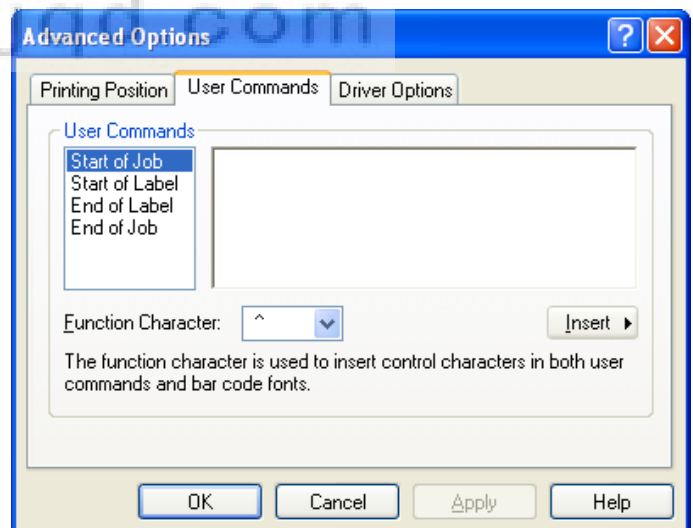 Advanced Options
Printing Position User Commands Driver Options
User Commands
Start of Job
Start of Label
End of Label
End of Job
Function Character: ^ Insert
The function character is used to insert control characters in both user
commands and bar code fonts.
OK Cancel Apply Help